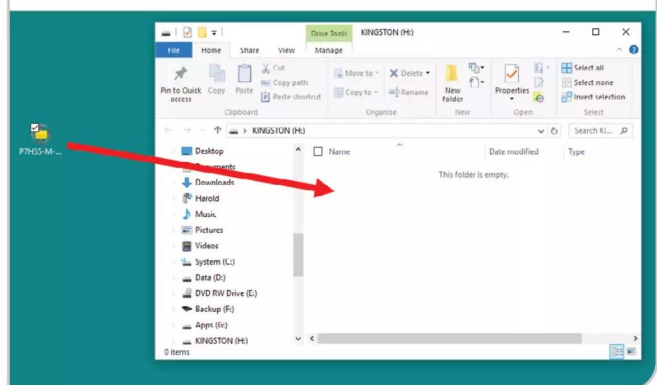 Drive Tools KINGSTON (H:)
File Home Share View Manage
Pin to Quick access
Copy
Paste
Cut
Copy path
Paste shortcut
Clipboard
Move to
Copy to
Delete
Rename
Organise
New folder
New
Properties
Open
Select all
Select none
Invert selection
Select
KINGSTON (H:)
Search KI...
P7H55-M-...
Name Date modified Type
This folder is empty.
Desktop
Documents
Downloads
Harold
Music
Pictures
Videos
System (C:)
Data (D:)
DVD RW Drive (E:)
Backup (F:)
Apps (G:)
KINGSTON (H:)
0 items